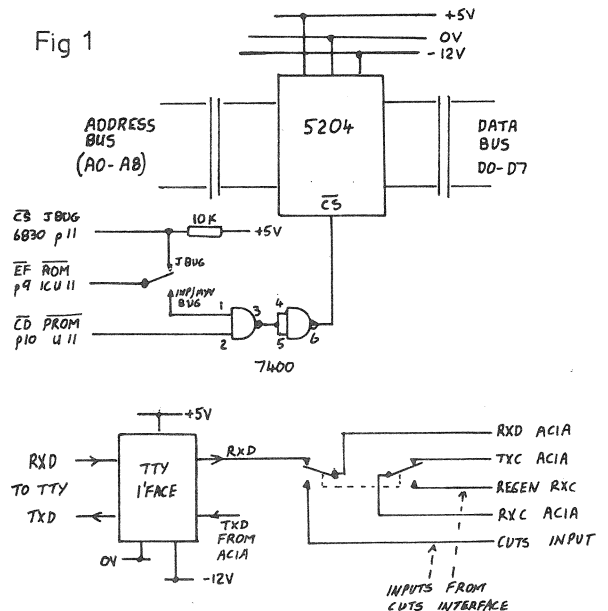 Fig 1
+5V
0V
-12V
5204
ADDRESS
BUS
(A0-A8)
DATA
BUS
D0-D7
CS
CS JBUG
6830 p11
10K
+5V
JBUG
EF ROM
p9 ICU 11
BUG
1
2
3
4
5
6
CD PROM
p10 U 11
7400
+5V
RXD
TO TTY
TXD
TTY
I'FACE
RXD
TXD
FROM
ACIA
0V
-12V
RXD ACIA
TXC ACIA
REGEN RXC
RXC ACIA
CUTS INPUT
INPUTS FROM
CUTS INTERFACE